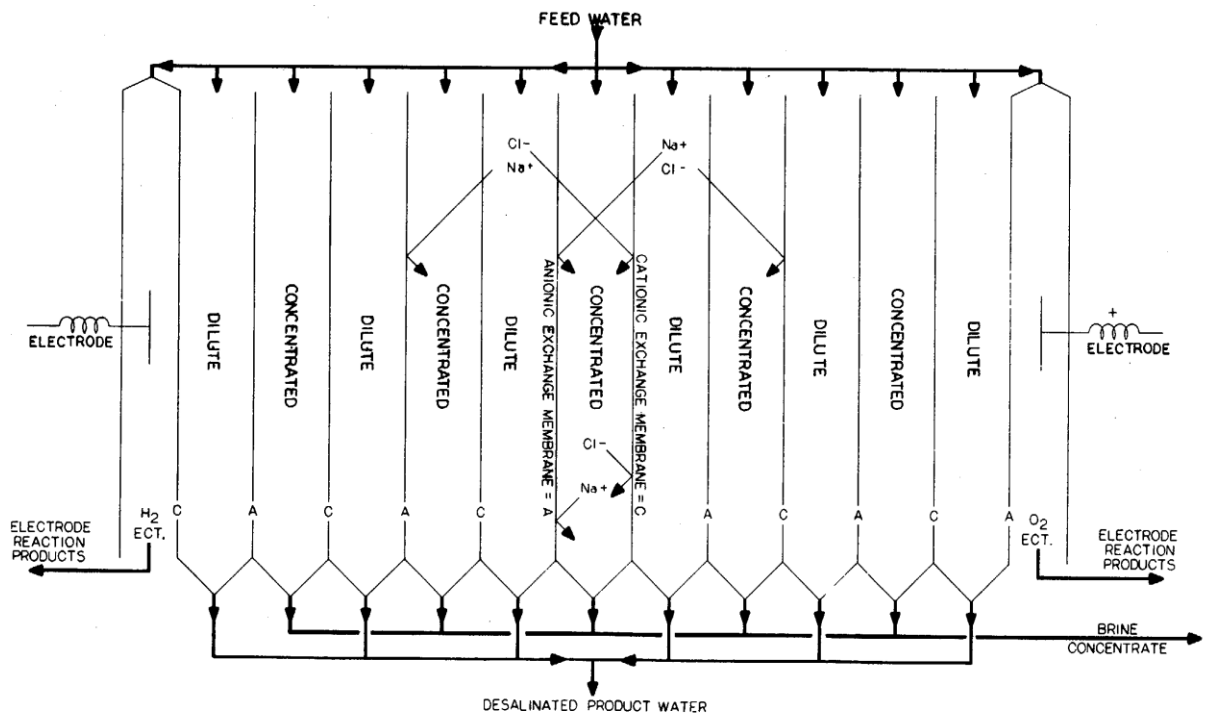 FEED WATER
Cl-
Na+
Na+
Cl-
DILUTE
CONCENTRATED
DILUTE
CONCENTRATED
DILUTE
ANIONIC EXCHANGE MEMBRANE = A
CONCENTRATED
CATIONIC EXCHANGE MEMBRANE = C
DILUTE
CONCENTRATED
DILUTE
CONCENTRATED
DILUTE
ELECTRODE
+
ELECTRODE
Cl-
Na+
H2
ECT.
C
A
C
A
C
A
C
A
C
A
O2
ECT.
ELECTRODE
REACTION
PRODUCTS
ELECTRODE
REACTION
PRODUCTS
BRINE
CONCENTRATE
DESALINATED PRODUCT WATER